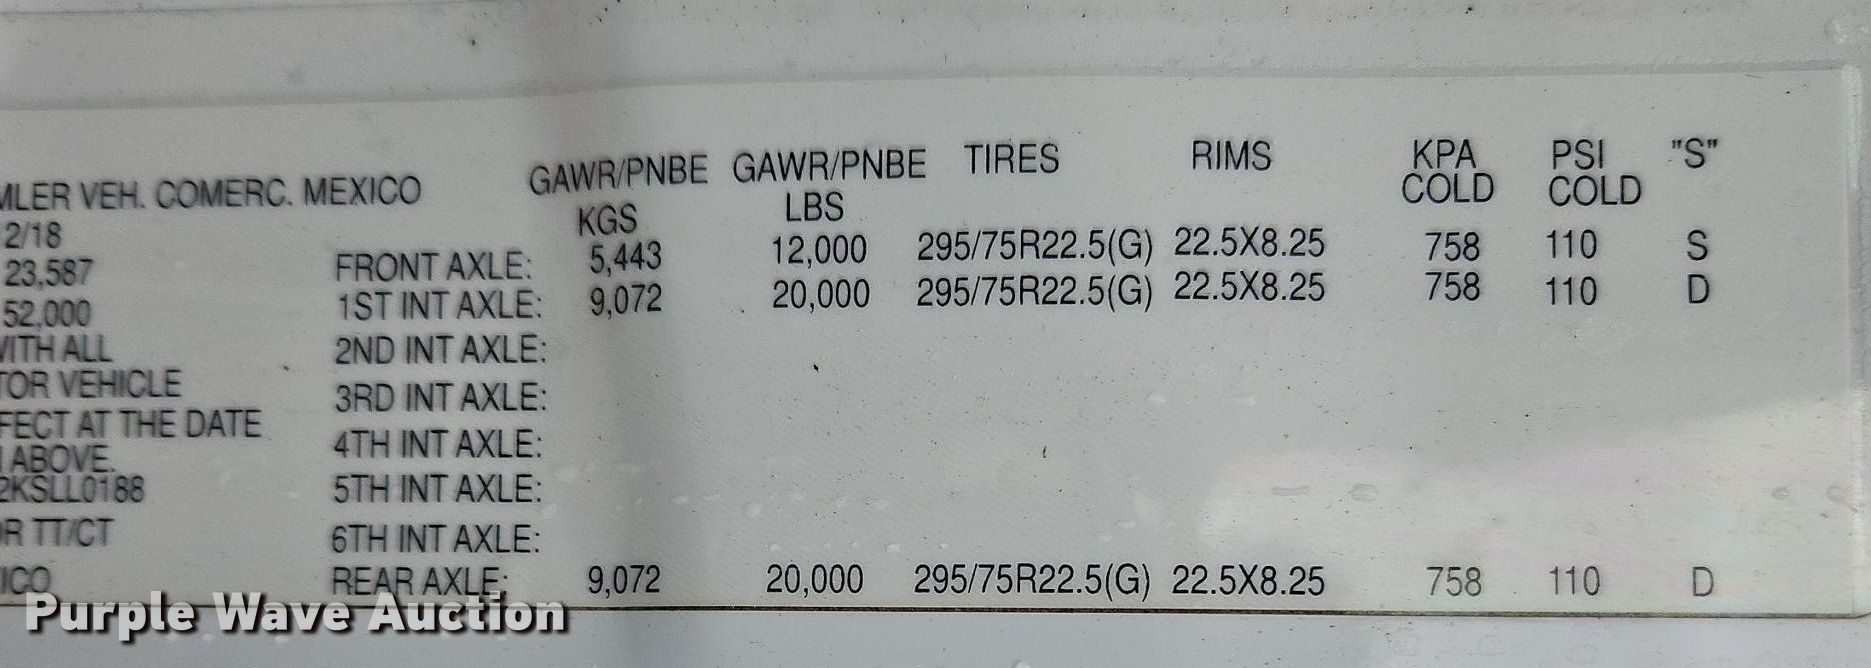 GAWR/PNBE GAWR/PNBE TIRES RIMS KPA PSI "S"
MLER VEH. COMERC. MEXICO KGS LBS COLD COLD
2/18
23,587 FRONT AXLE: 5,443 12,000 295/75R22.5(G) 22.5X8.25 758 110 S
52,000 1ST INT AXLE: 9,072 20,000 295/75R22.5(G) 22.5X8.25 758 110 D
WITH ALL 2ND INT AXLE:
TOR VEHICLE 3RD INT AXLE:
FECT AT THE DATE 4TH INT AXLE:
ABOVE.
2KSLL0188 5TH INT AXLE:
OR TT/CT 6TH INT AXLE:
ICO REAR AXLE: 9,072 20,000 295/75R22.5(G) 22.5X8.25 758 110 D
Purple Wave Auction